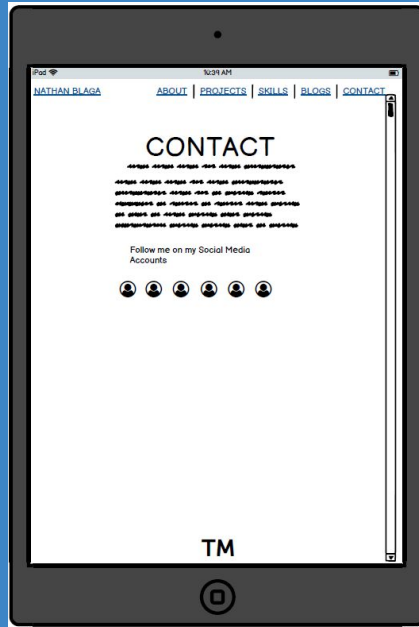 iPad 10:39 AM
NATHAN BLAGA ABOUT | PROJECTS | SKILLS | BLOGS | CONTACT
CONTACT
Follow me on my Social Media
Accounts
TM